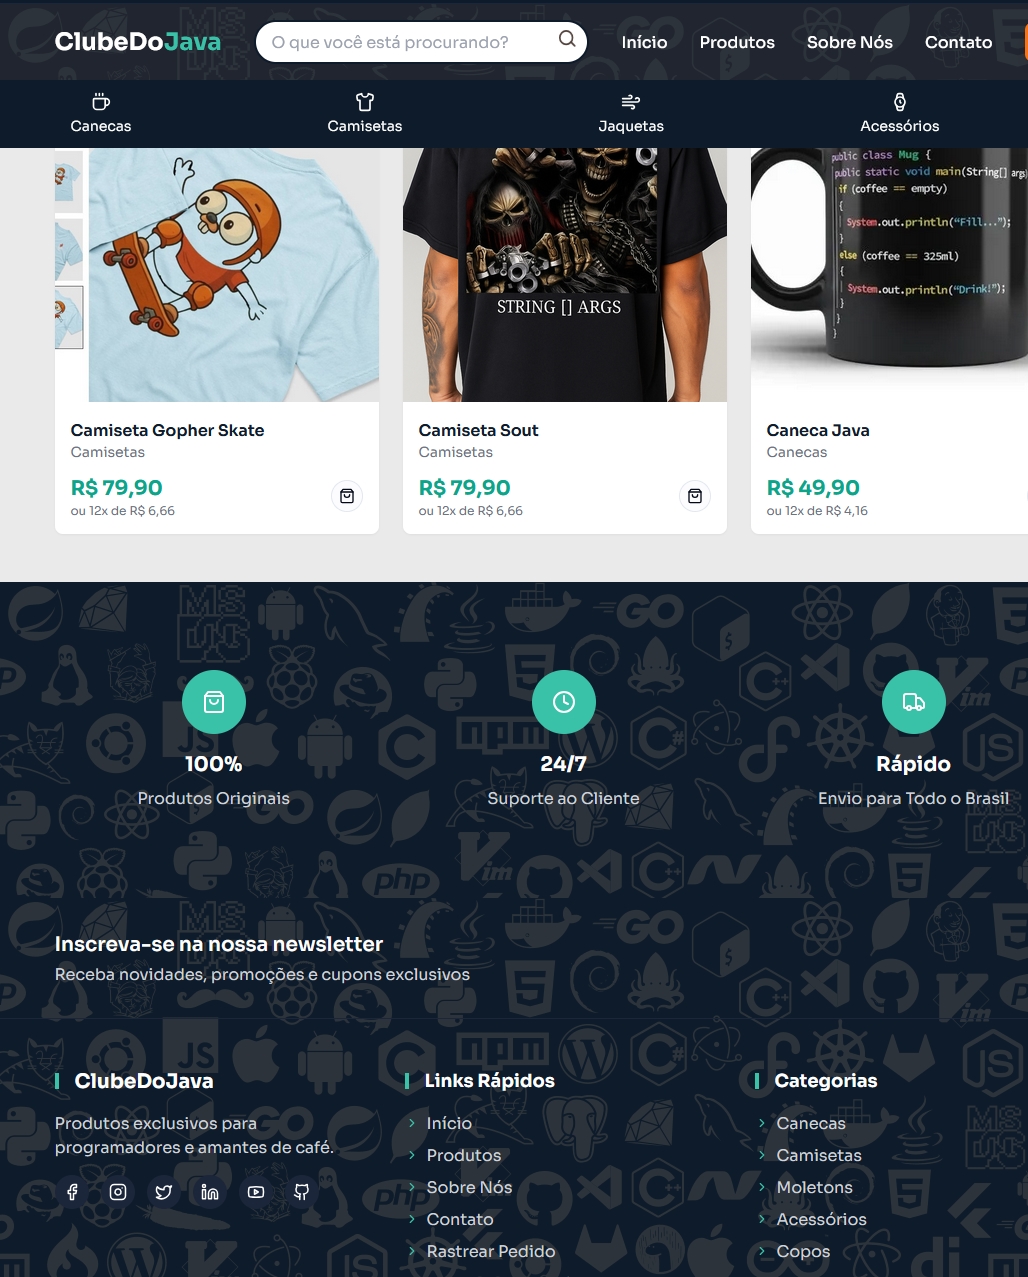 ClubeDoJava
O que você está procurando?
Início
Produtos
Sobre Nós
Contato
Canecas
Camisetas
Jaquetas
Acessórios
STRING [] ARGS
public class Mug {
public static void main(String[] args)
if (coffee == empty)
{
System.out.println("Fill...");
}
else (coffee == 325ml)
{
System.out.println("Drink!");
}
}
}
Camiseta Gopher Skate
Camisetas
R$ 79,90
ou 12x de R$ 6,66
Camiseta Sout
Camisetas
R$ 79,90
ou 12x de R$ 6,66
Caneca Java
Canecas
R$ 49,90
ou 12x de R$ 4,16
100%
Produtos Originais
24/7
Suporte ao Cliente
Rápido
Envio para Todo o Brasil
Inscreva-se na nossa newsletter
Receba novidades, promoções e cupons exclusivos
ClubeDoJava
Produtos exclusivos para
programadores e amantes de café.
Links Rápidos
Início
Produtos
Sobre Nós
Contato
Rastrear Pedido
Categorias
Canecas
Camisetas
Moletons
Acessórios
Copos